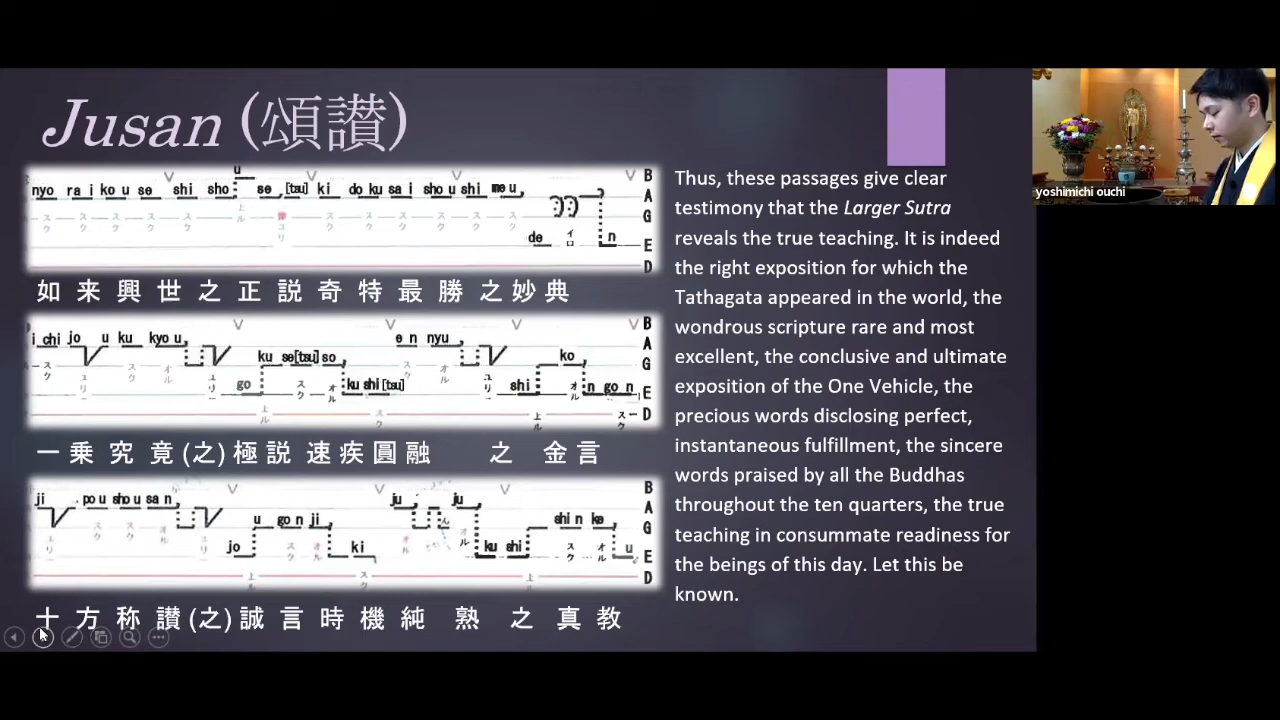 Jusan (頌讃)
u
nyo ra i ko u se shi sho se [tsu] ki do ku sa i sho u shi me u
de n
B
A
G
E
D
如来興世之正説奇特最勝之妙典
i chi jo u ku kyo u e n nyu
ku se[tsu] so ko
go ku shi [tsu] shi n go n
B
A
G
E
D
一乗究竟(之)極説速疾圓融之金言
ji po u sho u sa n ju ju
u go n ji shi n ke
jo ki ku shi u
B
A
G
E
D
十方称讃(之)誠言時機純熟之真教
Thus, these passages give clear
testimony that the Larger Sutra
reveals the true teaching. It is indeed
the right exposition for which the
Tathagata appeared in the world, the
wondrous scripture rare and most
excellent, the conclusive and ultimate
exposition of the One Vehicle, the
precious words disclosing perfect,
instantaneous fulfillment, the sincere
words praised by all the Buddhas
throughout the ten quarters, the true
teaching in consummate readiness for
the beings of this day. Let this be
known.
yoshimichi ouchi